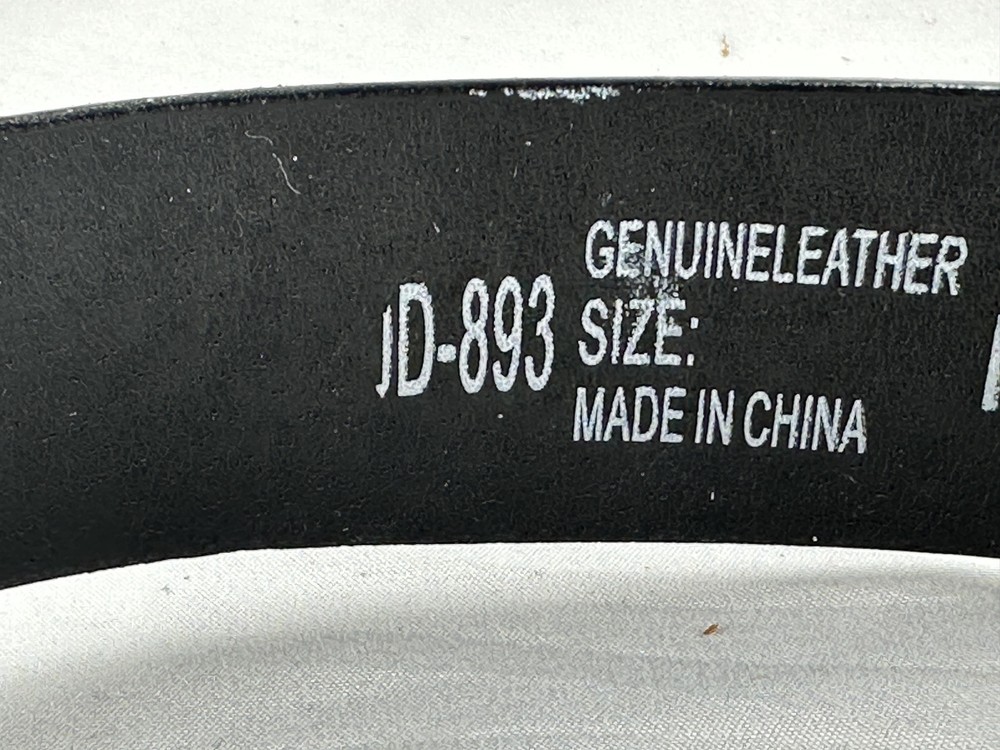 JD-893
GENUINELEATHER
SIZE:
MADE IN CHINA